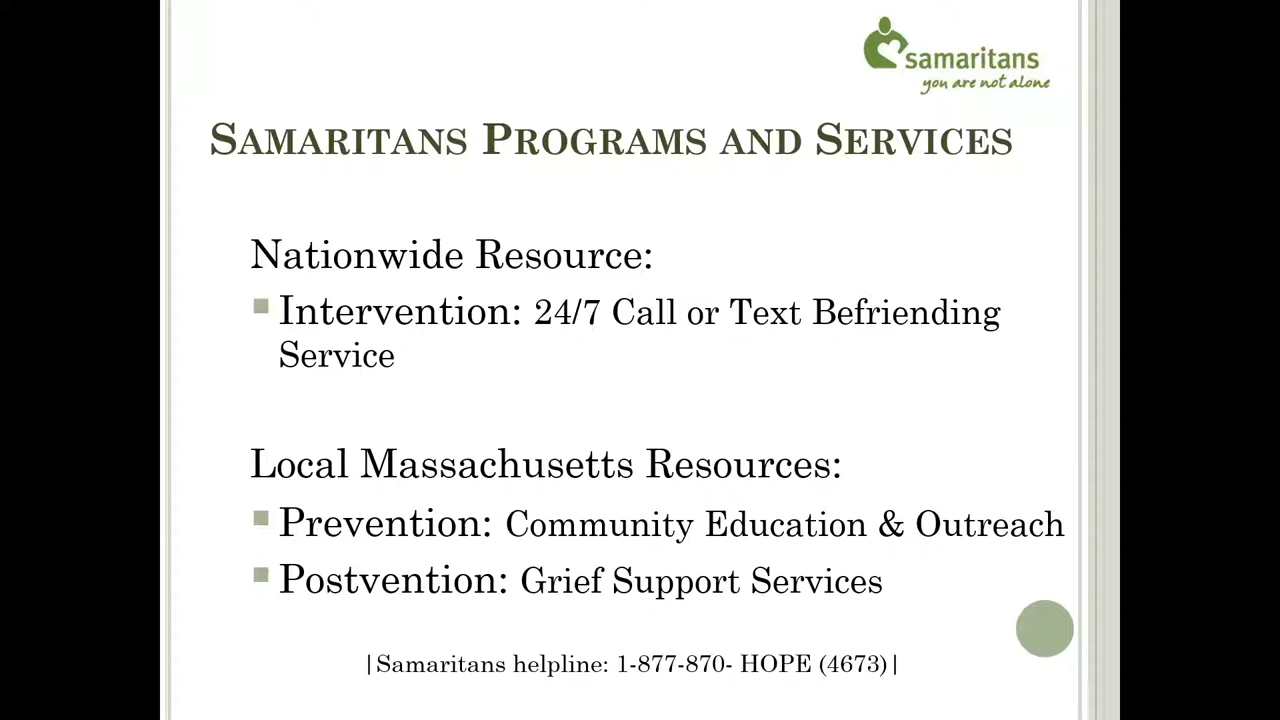 samaritans
you are not alone
SAMARITANS PROGRAMS AND SERVICES
Nationwide Resource:
Intervention: 24/7 Call or Text Befriending
Service
Local Massachusetts Resources:
Prevention: Community Education & Outreach
Postvention: Grief Support Services
|Samaritans helpline: 1-877-870- HOPE (4673)|